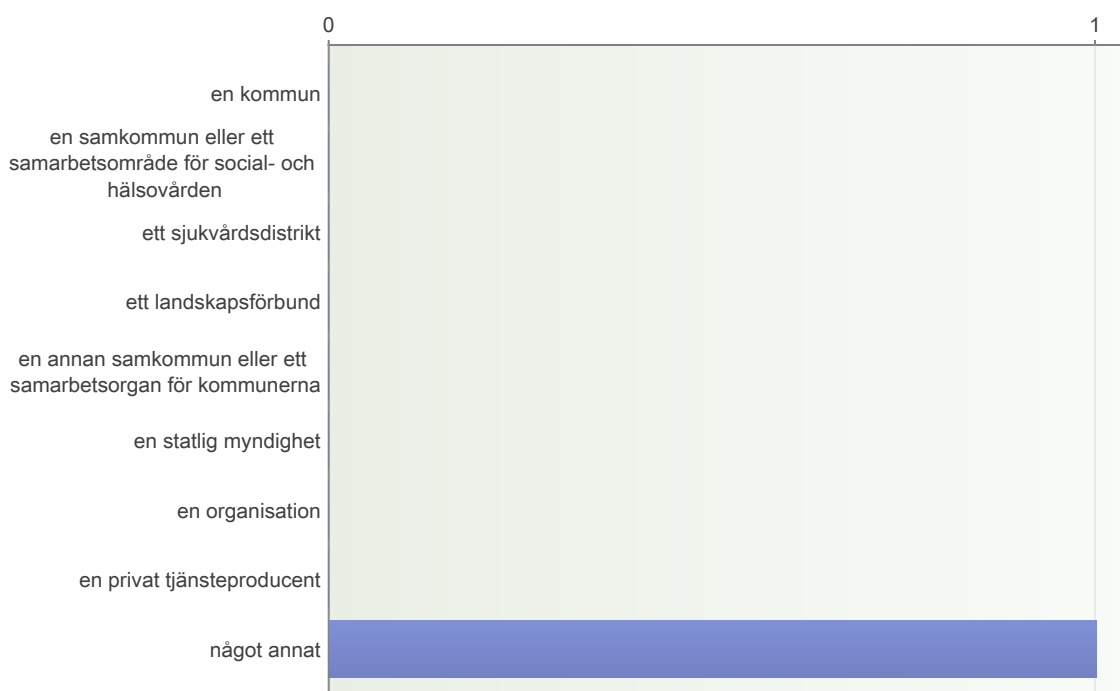 0 1
en kommun
en samkommun eller ett
samarbetsområde för social- och
hälsovården
ett sjukvårdsdistrikt
ett landskapsförbund
en annan samkommun eller ett
samarbetsorgan för kommunerna
en statlig myndighet
en organisation
en privat tjänsteproducent
något annat